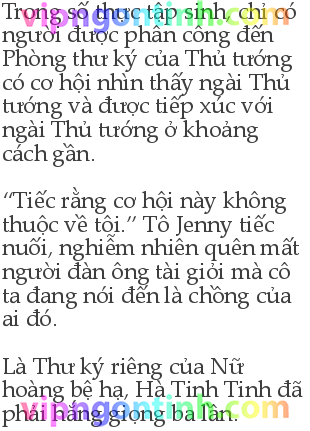 vipngontinh.com
Trong số thực tập sinh, chỉ có
người được phân công đến
Phòng thư ký của Thủ tướng
có cơ hội nhìn thấy ngài Thủ
tướng và được tiếp xúc với
ngài Thủ tướng ở khoảng
cách gần.
“Tiếc rằng cơ hội này không
thuộc về tôi.” Tô Jenny tiếc
nuối, nghiễm nhiên quên mất
người đàn ông tài giỏi mà cô
ta đang nói đến là chồng của
ai đó.
Là Thư ký riêng của Nữ
hoàng bệ hạ, Hà Tinh Tinh đã
phải hắng giọng ba lần.
vipngontinh.com